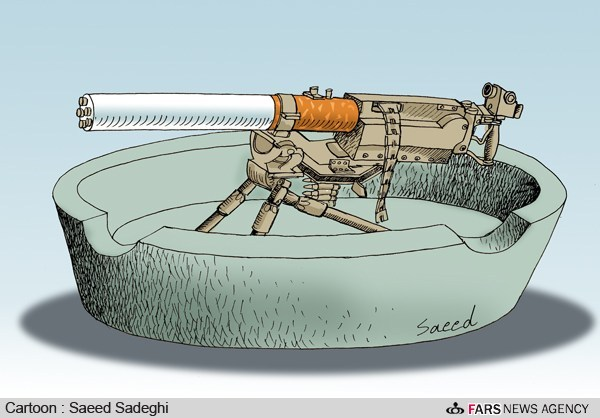 Saeed
Cartoon : Saeed Sadeghi
FARS NEWS AGENCY